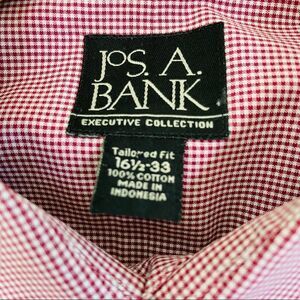 JOS. A.
BANK
EXECUTIVE COLLECTION
Tailored Fit
16½-33
100% COTTON
MADE IN
INDONESIA